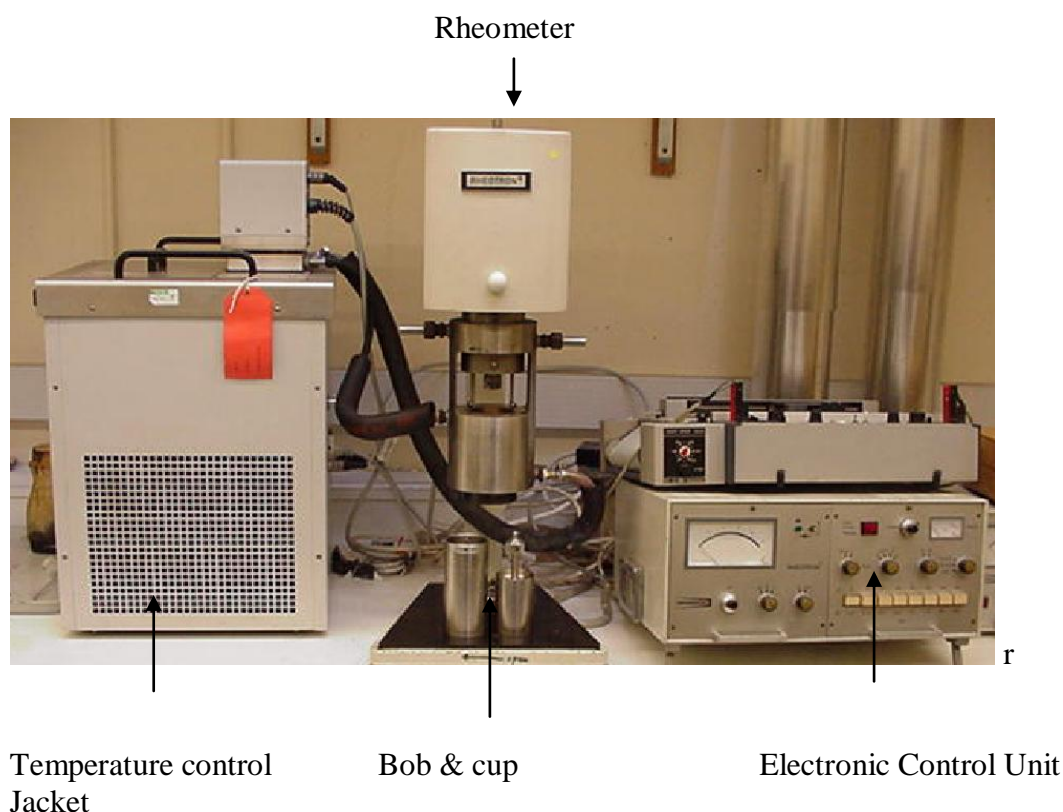 Rheometer
RHEOTRON
r
Temperature control
Jacket
Bob & cup
Electronic Control Unit